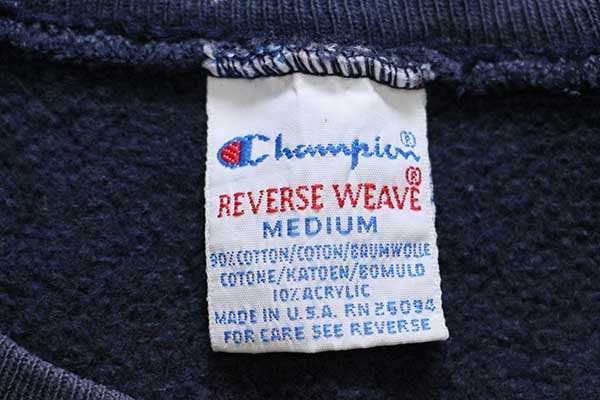 Champion®
REVERSE WEAVE®
MEDIUM
90% COTTON/COTON/BAUMWOLLE
COTONE/KATOEN/BOMULD
10% ACRYLIC
MADE IN U.S.A. RN 26094
FOR CARE SEE REVERSE